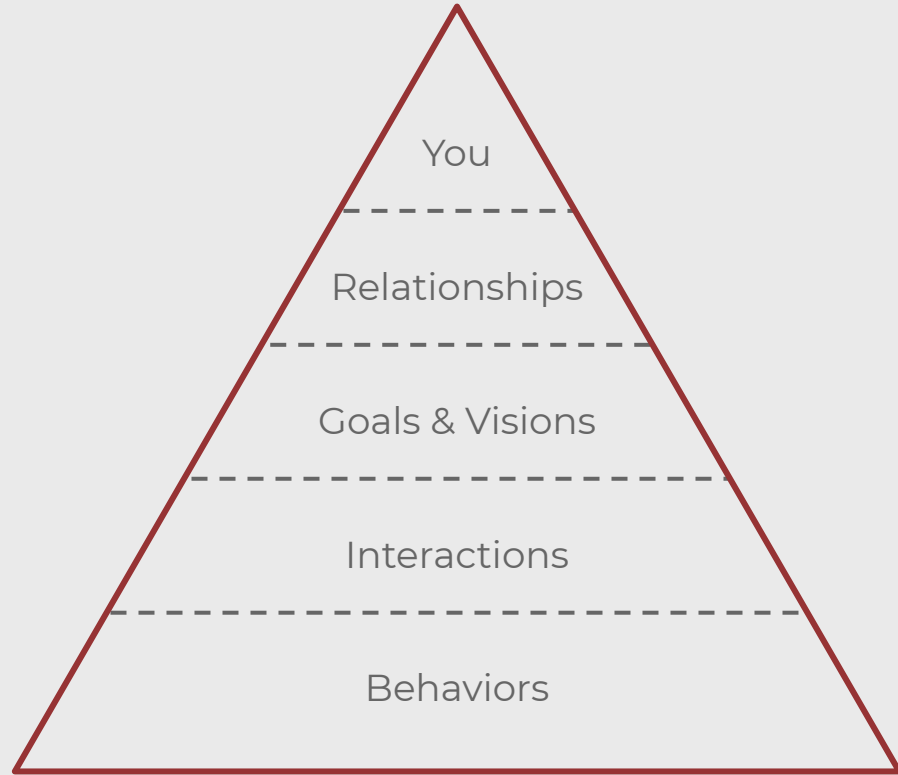 You
Relationships
Goals & Visions
Interactions
Behaviors